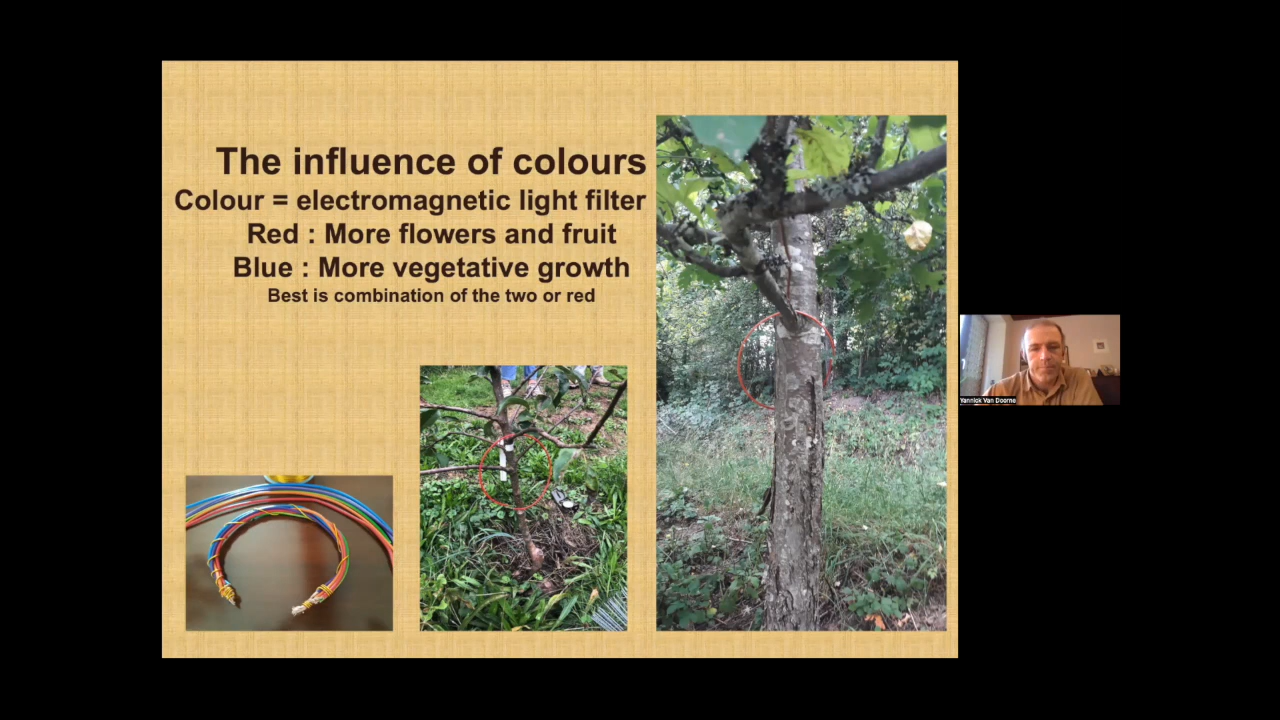 The influence of colours
Colour = electromagnetic light filter
Red : More flowers and fruit
Blue : More vegetative growth
Best is combination of the two or red
Yannick Van Doorne